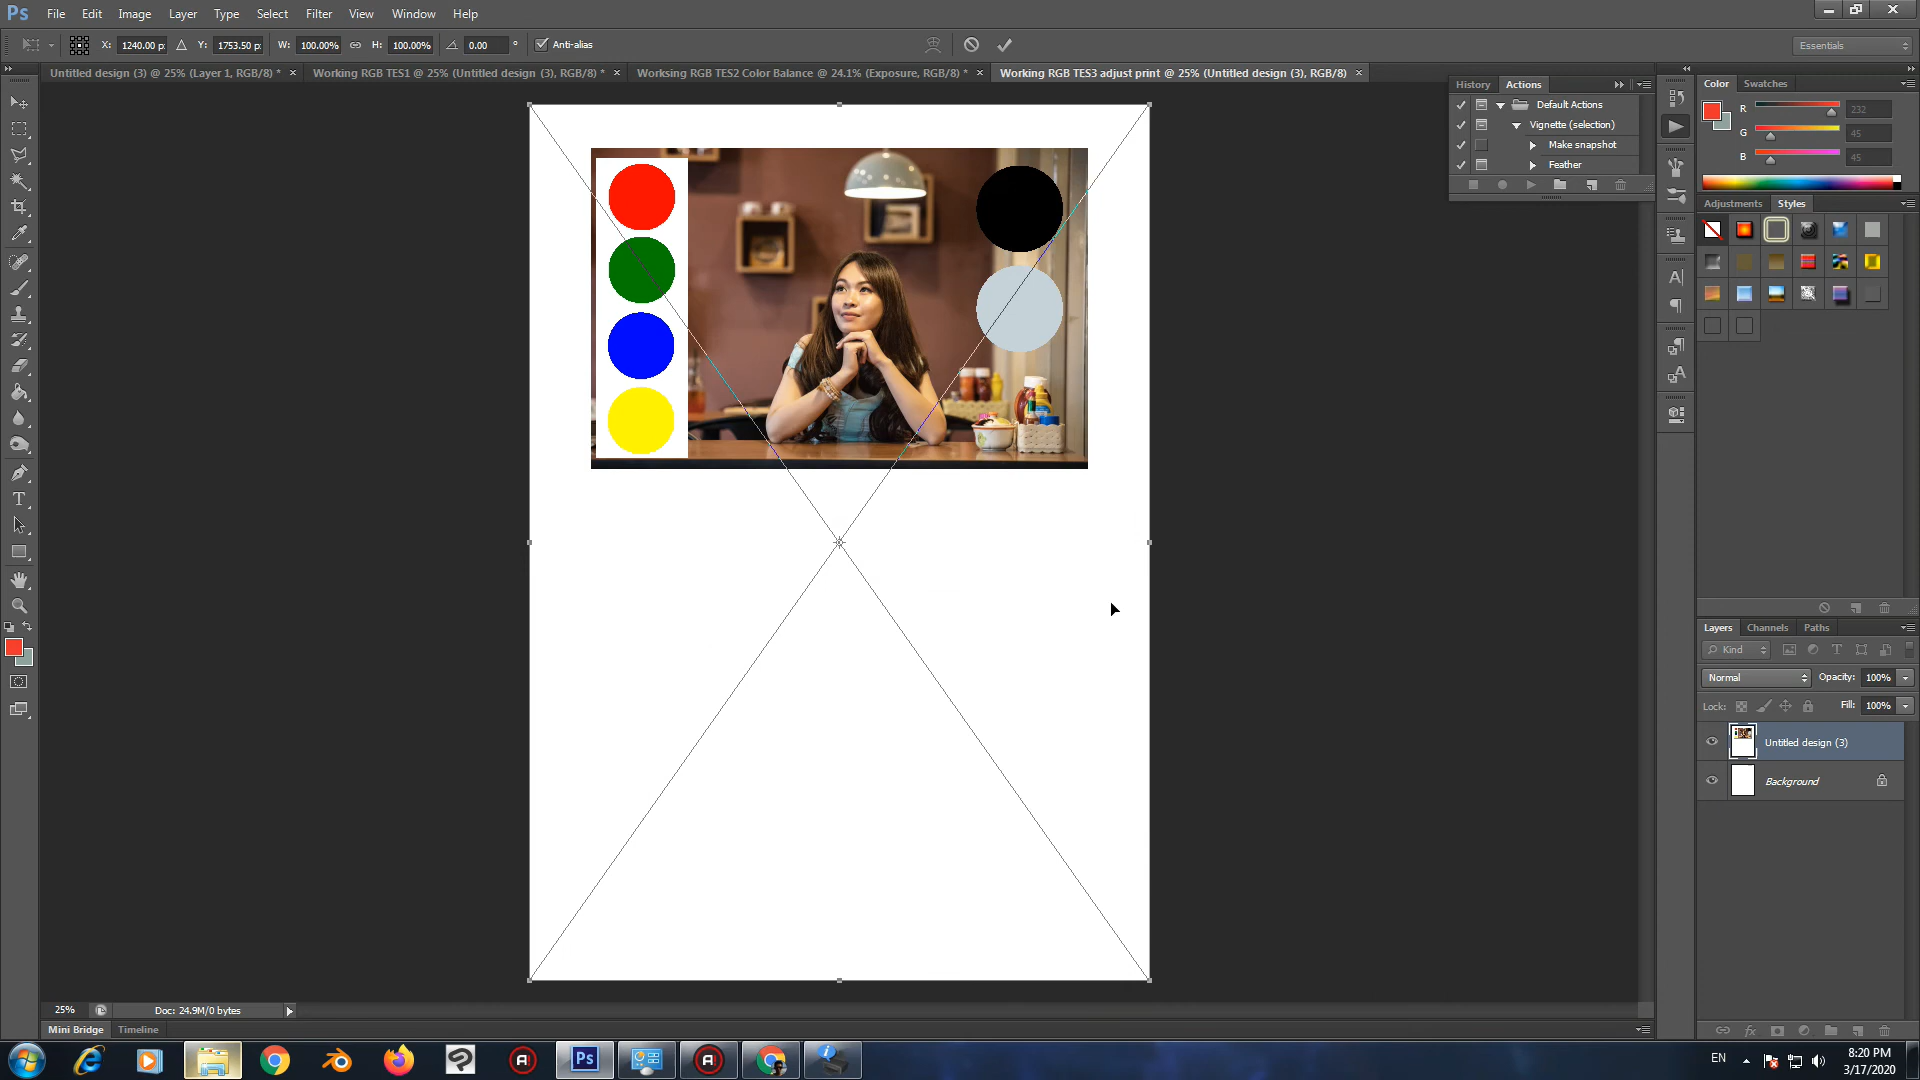 Ps File Edit Image Layer Type Select Filter View Window Help
X: 1240.00 p: Y: 1753.50 p: W: 100.00% H: 100.00% 0.00 ° Anti-alias Essentials
Untitled design (3) @ 25% (Layer 1, RGB/8) * × Working RGB TES1 @ 25% (Untitled design (3), RGB/8) * × Worksing RGB TES2 Color Balance @ 24.1% (Exposure, RGB/8) * × Working RGB TES3 adjust print @ 25% (Untitled design (3), RGB/8) ×
History Actions
Default Actions
Vignette (selection)
Make snapshot
Feather
Color Swatches
R 232
G 45
B 45
Adjustments Styles
Layers Channels Paths
Kind
Normal Opacity: 100%
Lock: Fill: 100%
Untitled design (3)
Background
25% Doc: 24.9M/0 bytes
Mini Bridge Timeline
Ps EN 8:20 PM
3/17/2020